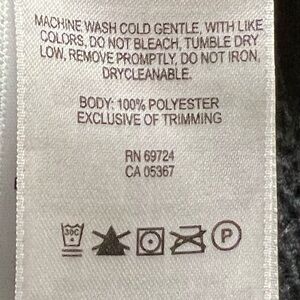 MACHINE WASH COLD GENTLE, WITH LIKE
COLORS, DO NOT BLEACH, TUMBLE DRY
LOW, REMOVE PROMPTLY, DO NOT IRON,
DRYCLEANABLE.
BODY: 100% POLYESTER
EXCLUSIVE OF TRIMMING
RN 69724
CA 05367
30C
P